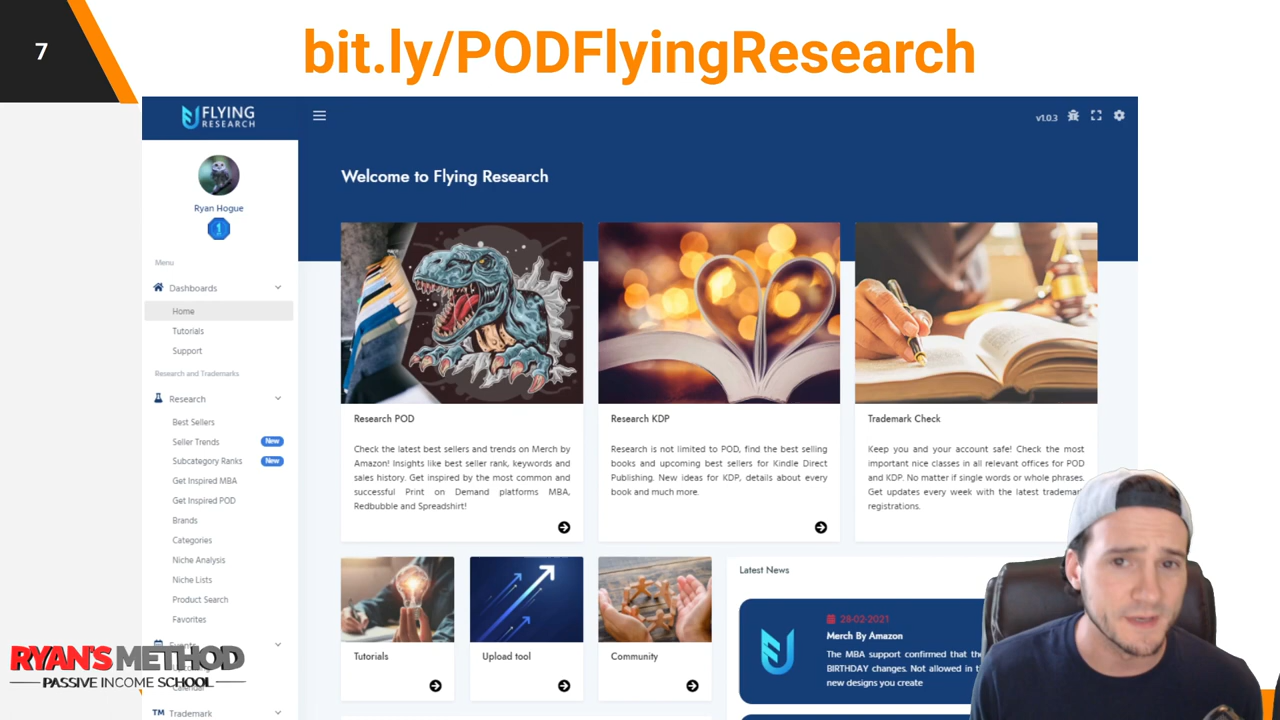 7
bit.ly/PODFlyingResearch
FLYING
RESEARCH
v1.0.3
Welcome to Flying Research
Ryan Hogue
1
Menu
Dashboards
Home
Tutorials
Support
Research and Trademarks
Research
Best Sellers
Seller Trends New
Subcategory Ranks New
Get Inspired MBA
Get Inspired POD
Brands
Categories
Niche Analysis
Niche Lists
Product Search
Favorites
Events
Calendar
TM Trademark
RYAN'S METHOD
PASSIVE INCOME SCHOOL
Research POD
Check the latest best sellers and trends on Merch by
Amazon! Insights like best seller rank, keywords and
sales history. Get inspired by the most common and
successful Print on Demand platforms MBA,
Redbubble and Spreadshirt!
Research KDP
Research is not limited to POD, find the best selling
books and upcoming best sellers for Kindle Direct
Publishing. New ideas for KDP, details about every
book and much more.
Trademark Check
Keep you and your account safe! Check the most
important nice classes in all relevant offices for POD
and KDP. No matter if single words or whole phrases.
Get updates every week with the latest trademark
registrations.
Tutorials
Upload tool
Community
Latest News
28-02-2021
Merch By Amazon
The MBA support confirmed that the
BIRTHDAY changes. Not allowed in
new designs you create